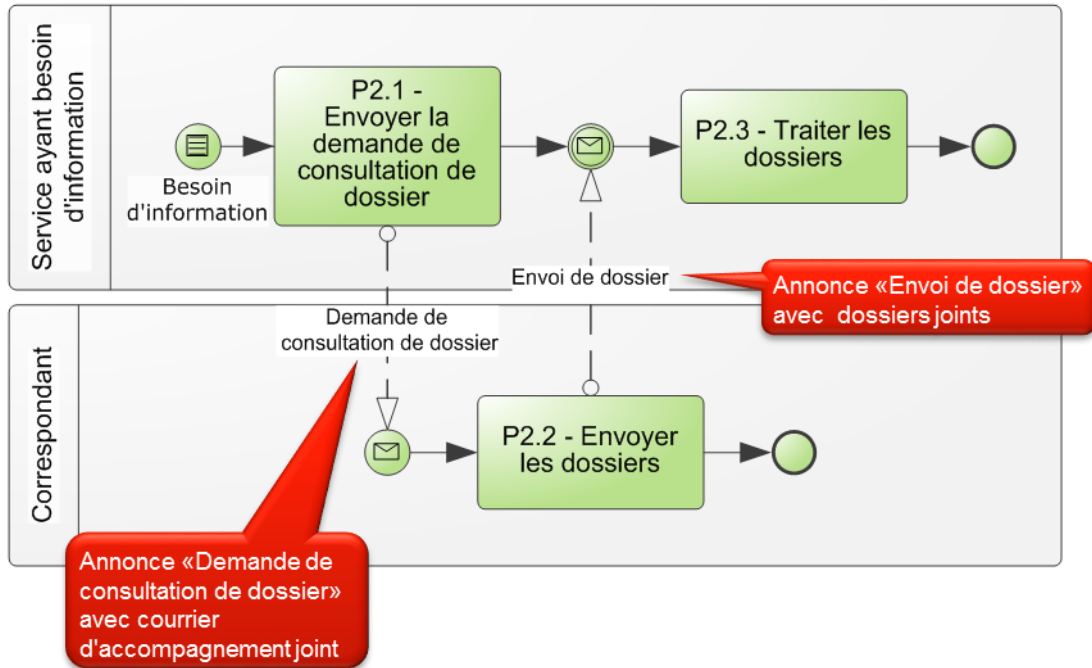 Service ayant besoin
d'information
Besoin
d'information
P2.1 -
Envoyer la
demande de
consultation de
dossier
P2.3 - Traiter les
dossiers
Envoi de dossier
Annonce «Envoi de dossier»
avec dossiers joints
Correspondant
Demande de
consultation de dossier
P2.2 - Envoyer
les dossiers
Annonce «Demande de
consultation de dossier»
avec courrier
d'accompagnement joint